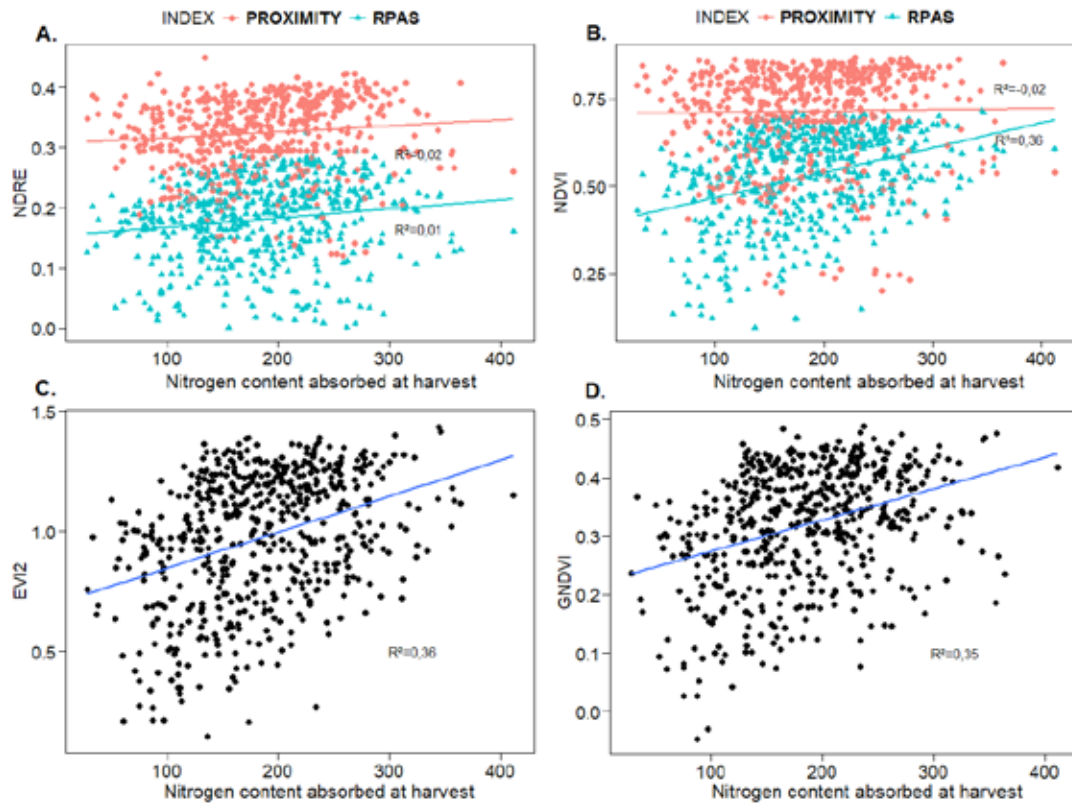 INDEX PROXIMITY RPAS
A.
NDRE
0.4
0.3
0.2
0.1
0.0
R²=0,02
R²=0,01
100 200 300 400
Nitrogen content absorbed at harvest
INDEX PROXIMITY RPAS
B.
NDVI
0.75
0.50
0.25
R²=-0,02
R²=0,36
100 200 300 400
Nitrogen content absorbed at harvest
C.
EVI2
1.5
1.0
0.5
R²=0,36
100 200 300 400
Nitrogen content absorbed at harvest
D.
GNDVI
0.5
0.4
0.3
0.2
0.1
0.0
R²=0,35
100 200 300 400
Nitrogen content absorbed at harvest